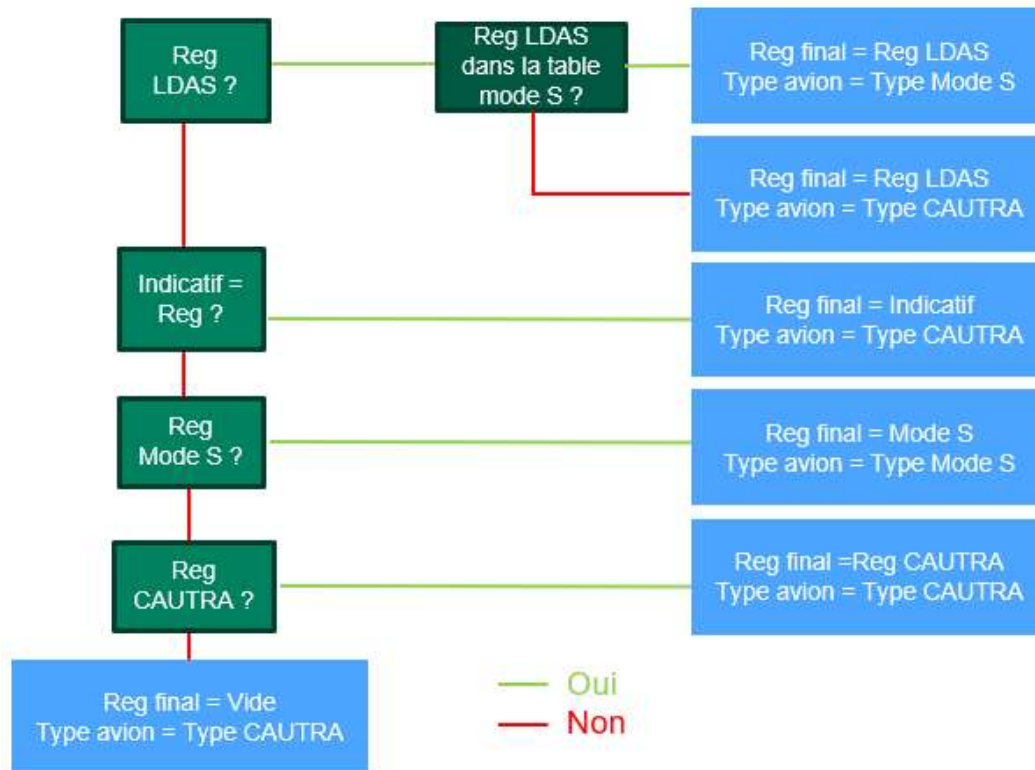 Reg
LDAS ?
Reg LDAS
dans la table
mode S ?
Reg final = Reg LDAS
Type avion = Type Mode S
Reg final = Reg LDAS
Type avion = Type CAUTRA
Indicatif =
Reg ?
Reg final = Indicatif
Type avion = Type CAUTRA
Reg
Mode S ?
Reg final = Mode S
Type avion = Type Mode S
Reg
CAUTRA ?
Reg final =Reg CAUTRA
Type avion = Type CAUTRA
Reg final = Vide
Type avion = Type CAUTRA
Oui
Non